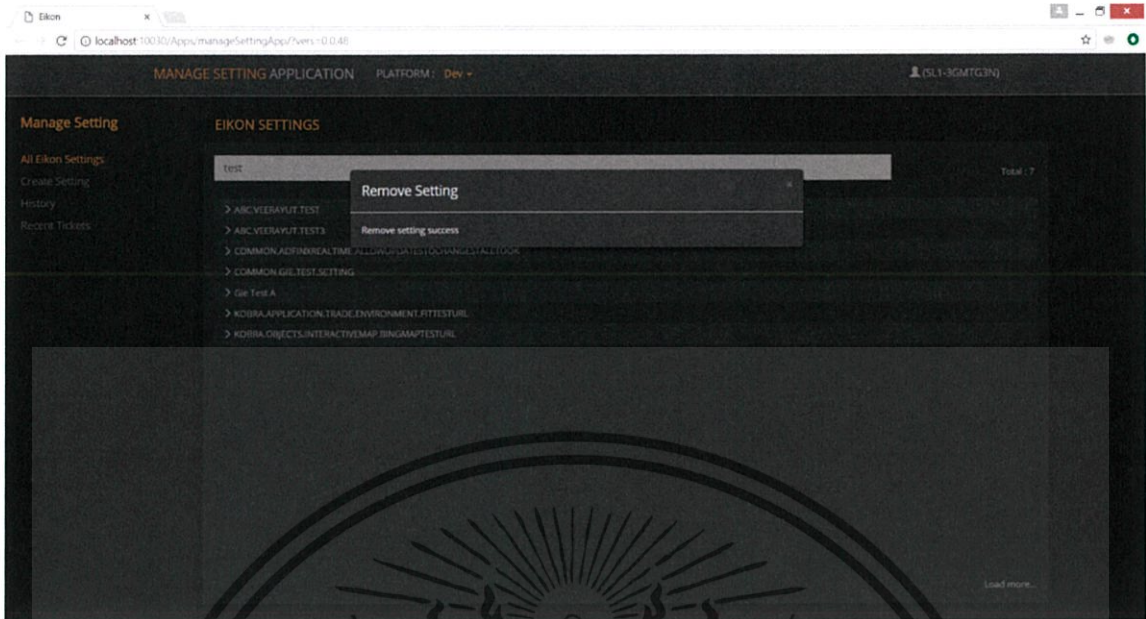 Eikon
localhost:10030/Apps/manageSettingApp/?vers=0.0.48
MANAGE SETTING APPLICATION PLATFORM : Dev
(SL1-3GMTG3N)
Manage Setting
EIKON SETTINGS
All Eikon Settings
Create Setting
History
Recent Tickets
test
Total : 7
Remove Setting
×
Remove setting success
> ABC.VEERAYUT.TEST
> ABC.VEERAYUT.TEST3
> COMMON.GIE.TEST.SETTING
> Gie Test A
> KOBRA.APPLICATION.TRADE.ENVIRONMENT.FITTESTURL
> KOBRA.OBJECTS.INTERACTIVEMAP.BINGMAPTESTURL
Load more...